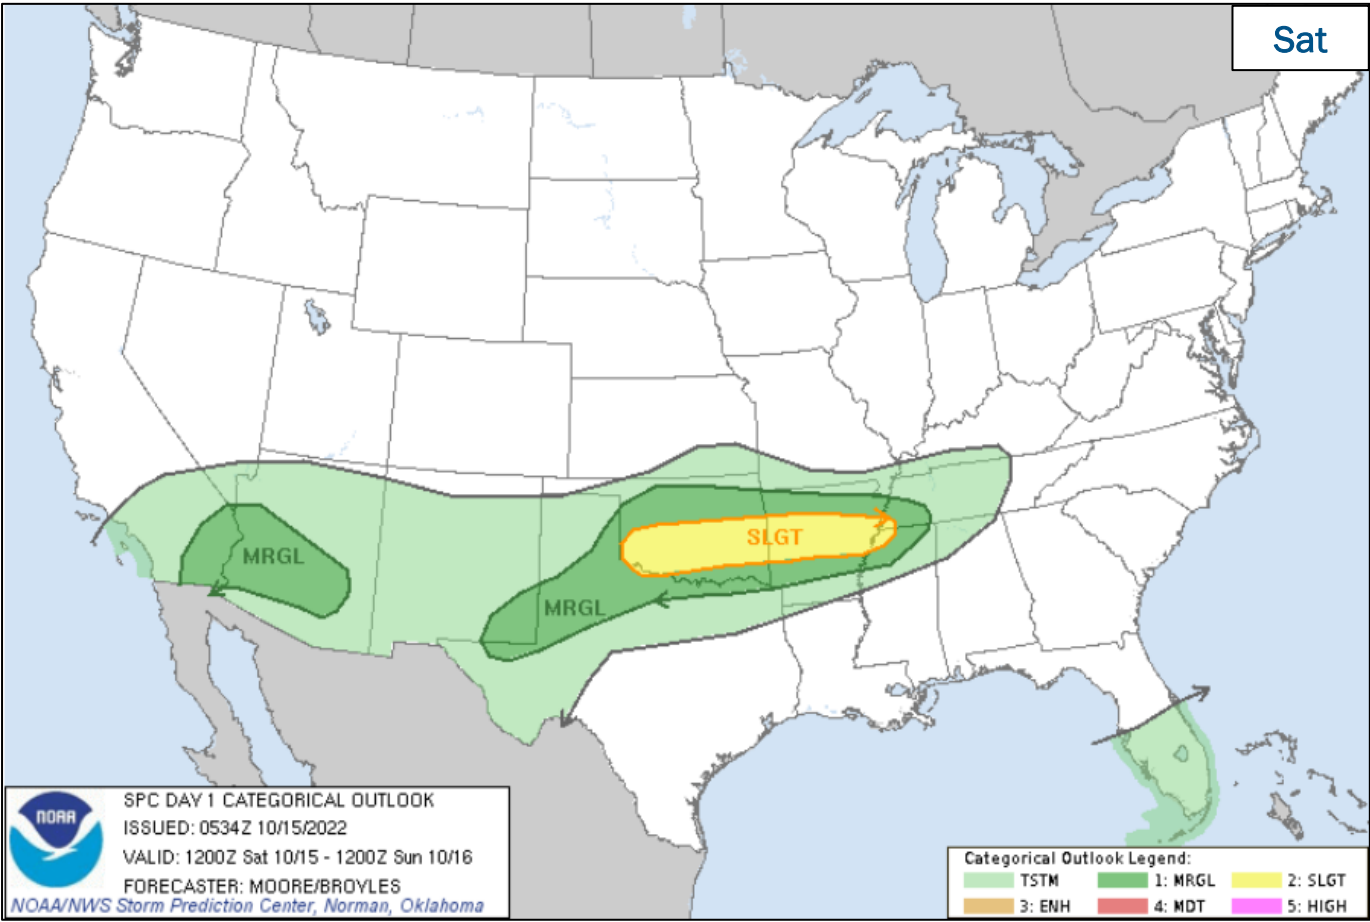 Sat
MRGL
SLGT
MRGL
NOAA
SPC DAY 1 CATEGORICAL OUTLOOK
ISSUED: 0534Z 10/15/2022
VALID: 1200Z Sat 10/15 - 1200Z Sun 10/16
FORECASTER: MOORE/BROYLES
NOAA/NWS Storm Prediction Center, Norman, Oklahoma
Categorical Outlook Legend:
TSTM 1: MRGL 2: SLGT
3: ENH 4: MDT 5: HIGH